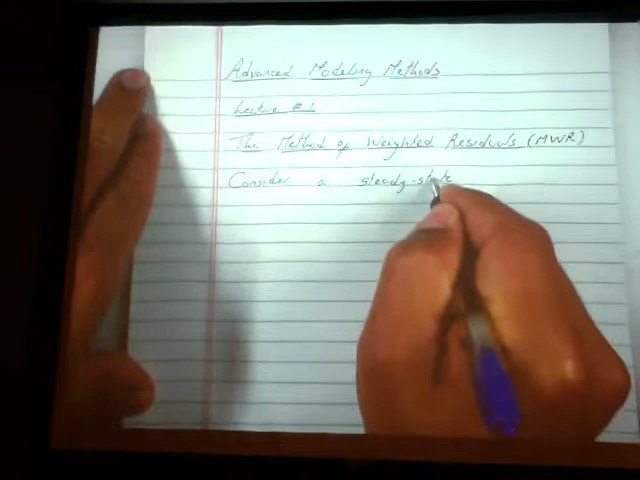 Advanced Modeling Methods
Lecture #1
The Method of Weighted Residuals (MWR)
Consider a steady-state